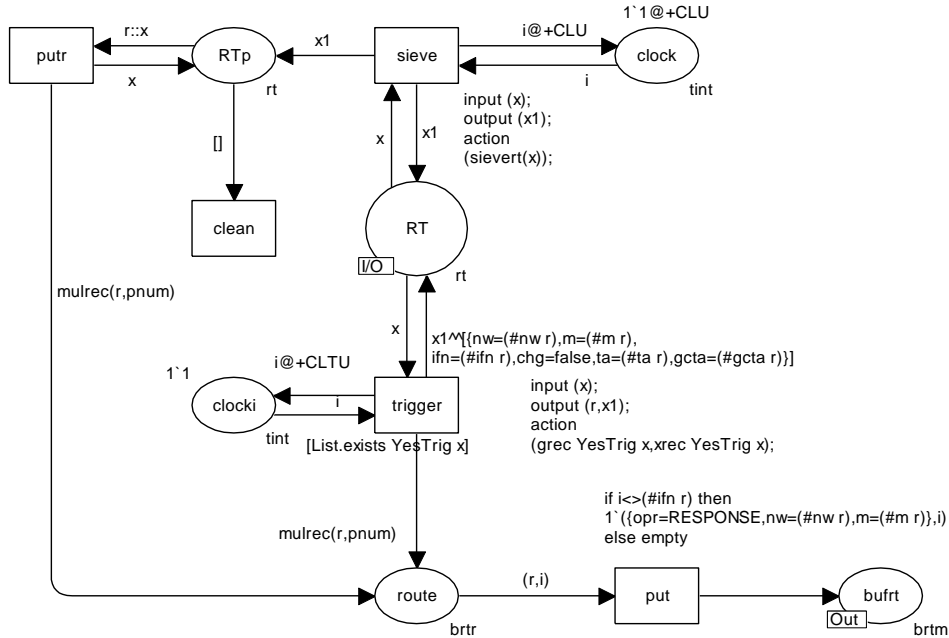 1`1@+CLU
r::x
i@+CLU
putr
RTp
x1
sieve
clock
x
rt
i
tint
input (x);
output (x1);
action
(sievert(x));
x
x1
[]
clean
RT
I/O
rt
mulrec(r,pnum)
x
x1^^[{nw=(#nw r),m=(#m r),
ifn=(#ifn r),chg=false,ta=(#ta r),gcta=(#gcta r)}]
i@+CLTU
1`1
clocki
i
trigger
tint
[List.exists YesTrig x]
input (x);
output (r,x1);
action
(grec YesTrig x,xrec YesTrig x);
if i<>(#ifn r) then
1`({opr=RESPONSE,nw=(#nw r),m=(#m r)},i)
else empty
mulrec(r,pnum)
route
(r,i)
put
bufrt
Out
brtr
brtm